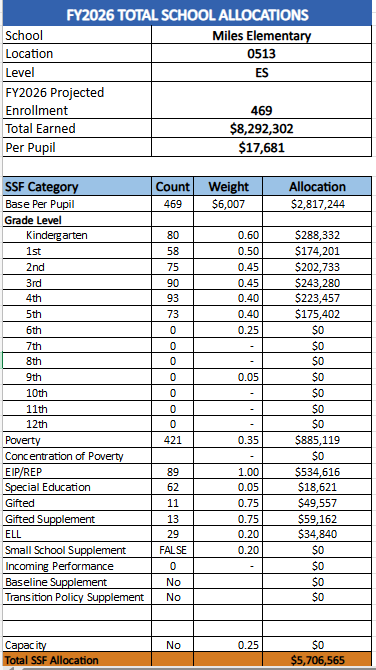 FY2026 TOTAL SCHOOL ALLOCATIONS
School Miles Elementary
Location 0513
Level ES
FY2026 Projected
Enrollment 469
Total Earned $8,292,302
Per Pupil $17,681
SSF Category Count Weight Allocation
Base Per Pupil 469 $6,007 $2,817,244
Grade Level
Kindergarten 80 0.60 $288,332
1st 58 0.50 $174,201
2nd 75 0.45 $202,733
3rd 90 0.45 $243,280
4th 93 0.40 $223,457
5th 73 0.40 $175,402
6th 0 0.25 $0
7th 0 - $0
8th 0 - $0
9th 0 0.05 $0
10th 0 - $0
11th 0 - $0
12th 0 - $0
Poverty 421 0.35 $885,119
Concentration of Poverty - $0
EIP/REP 89 1.00 $534,616
Special Education 62 0.05 $18,621
Gifted 11 0.75 $49,557
Gifted Supplement 13 0.75 $59,162
ELL 29 0.20 $34,840
Small School Supplement FALSE 0.20 $0
Incoming Performance 0 - $0
Baseline Supplement No $0
Transition Policy Supplement No $0
Capacity No 0.25 $0
Total SSF Allocation $5,706,565